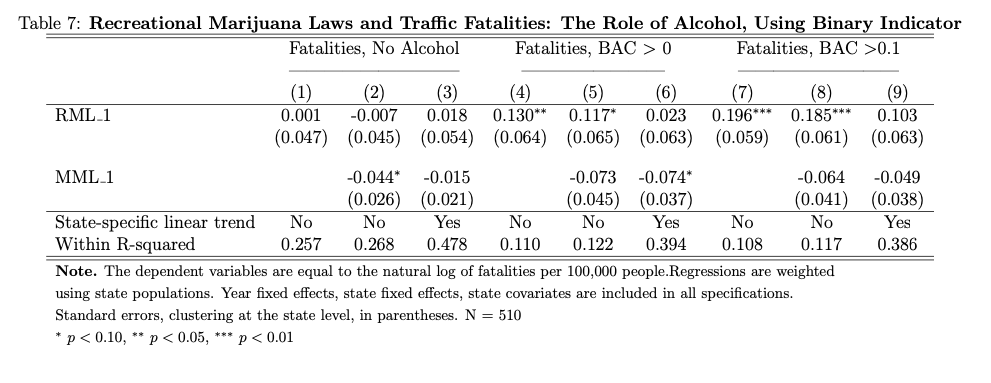 Table 7: Recreational Marijuana Laws and Traffic Fatalities: The Role of Alcohol, Using Binary Indicator
Fatalities, No Alcohol Fatalities, BAC > 0 Fatalities, BAC >0.1
(1) (2) (3) (4) (5) (6) (7) (8) (9)
RML_1 0.001 -0.007 0.018 0.130** 0.117* 0.023 0.196*** 0.185*** 0.103
(0.047) (0.045) (0.054) (0.064) (0.065) (0.063) (0.059) (0.061) (0.063)
MML_1 -0.044* -0.015 -0.073 -0.074* -0.064 -0.049
(0.026) (0.021) (0.045) (0.037) (0.041) (0.038)
State-specific linear trend No No Yes No No Yes No No Yes
Within R-squared 0.257 0.268 0.478 0.110 0.122 0.394 0.108 0.117 0.386
Note. The dependent variables are equal to the natural log of fatalities per 100,000 people.Regressions are weighted
using state populations. Year fixed effects, state fixed effects, state covariates are included in all specifications.
Standard errors, clustering at the state level, in parentheses. N = 510
* p < 0.10, ** p < 0.05, *** p < 0.01